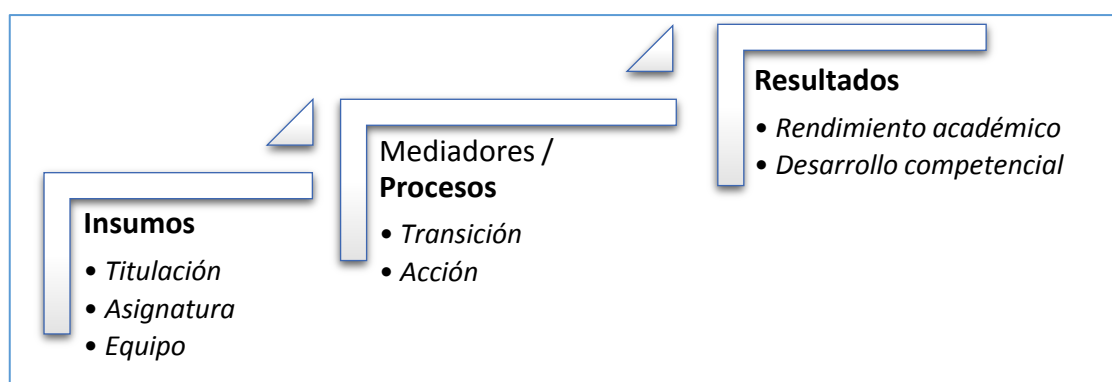 Insumos
• Titulación
• Asignatura
• Equipo
Mediadores /
Procesos
• Transición
• Acción
Resultados
• Rendimiento académico
• Desarrollo competencial